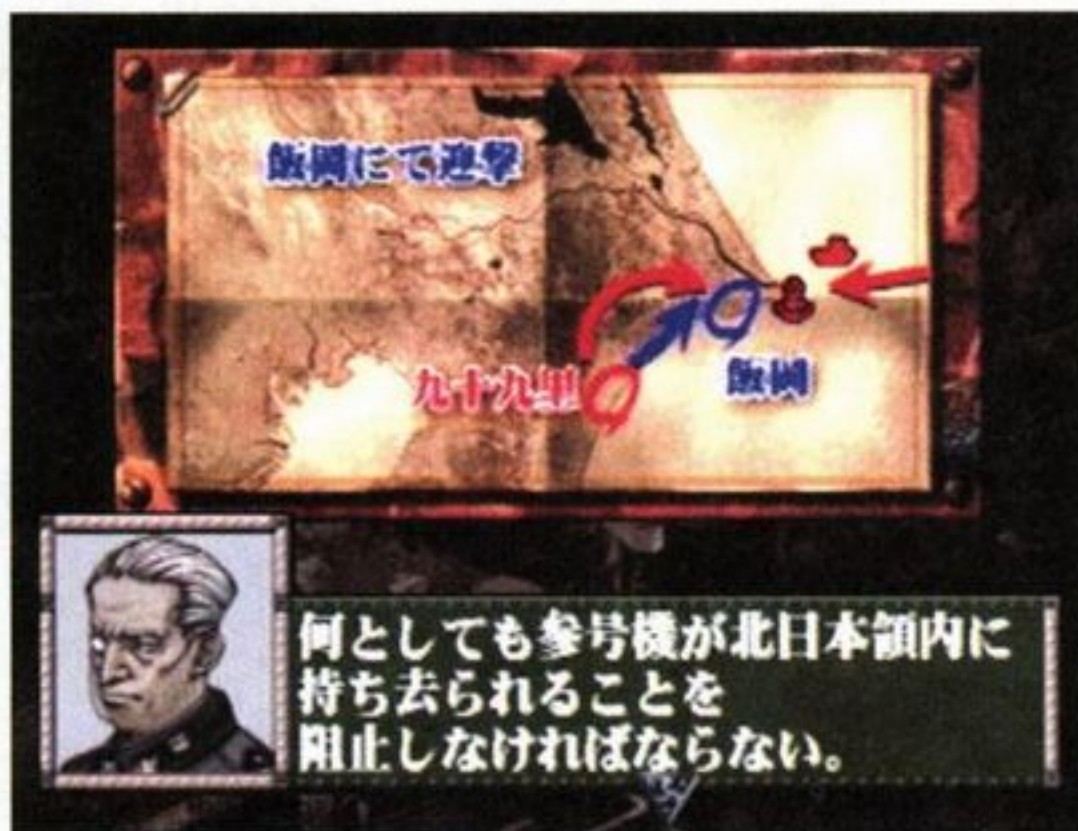 飯岡にて迎撃
九十九里
飯岡
何としても参号機が北日本領内に
持ち去られることを
阻止しなければならない。